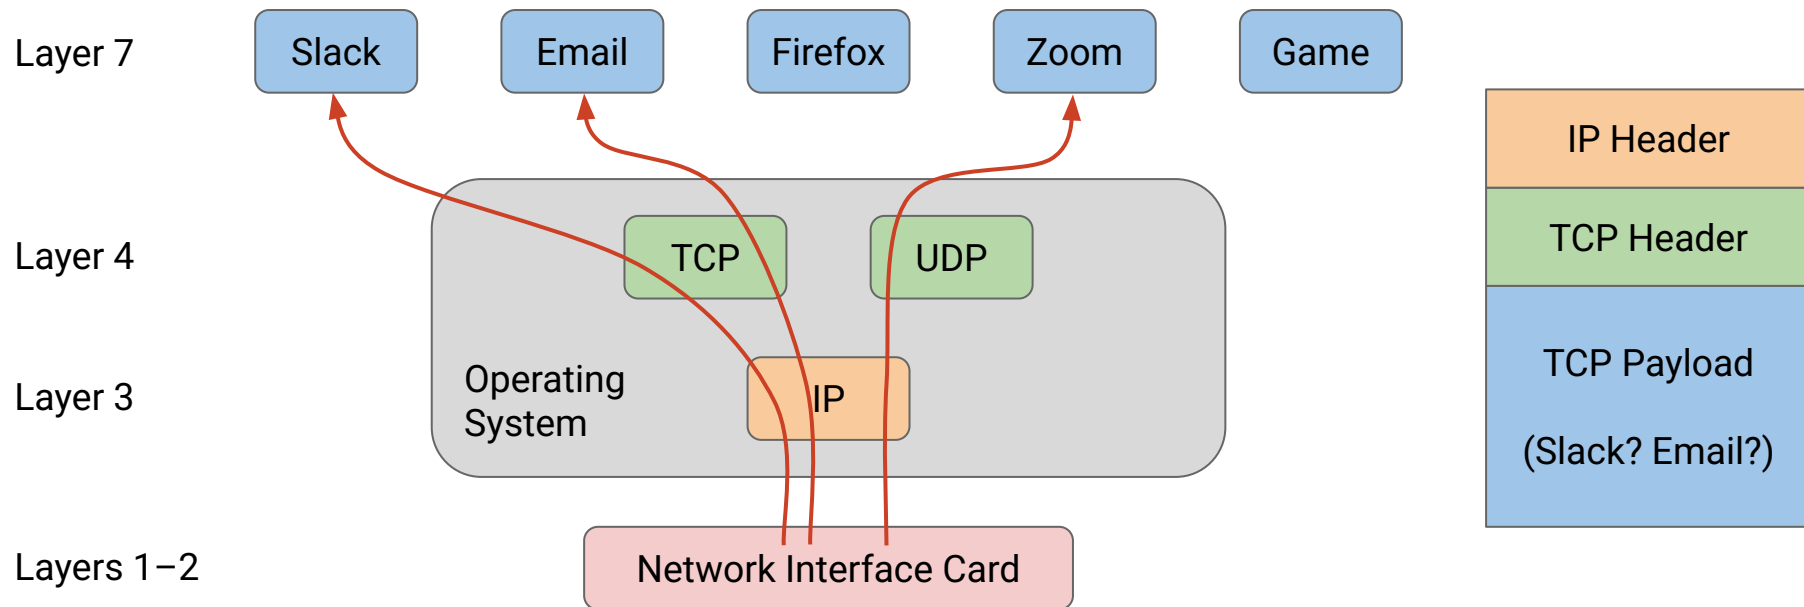 Layer 7
Slack
Email
Firefox
Zoom
Game
Layer 4
TCP
UDP
Layer 3
Operating
System
IP
Layers 1–2
Network Interface Card
IP Header
TCP Header
TCP Payload
(Slack? Email?)